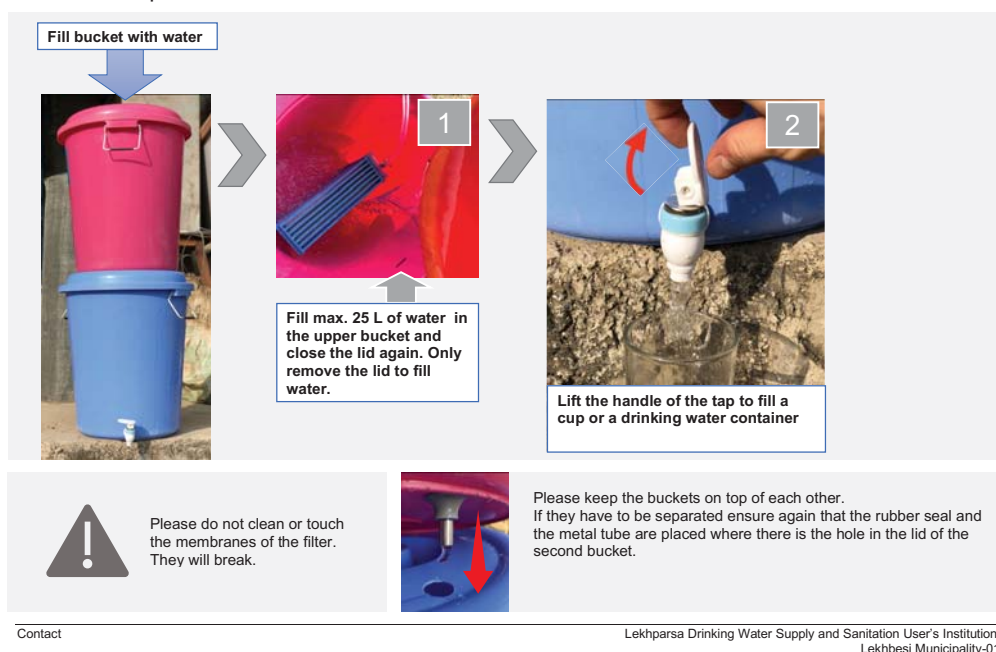 Fill bucket with water
1
2
Fill max. 25 L of water in
the upper bucket and
close the lid again. Only
remove the lid to fill
water.
Lift the handle of the tap to fill a
cup or a drinking water container
Please do not clean or touch
the membranes of the filter.
They will break.
Please keep the buckets on top of each other.
If they have to be separated ensure again that the rubber seal and
the metal tube are placed where there is the hole in the lid of the
second bucket.
Contact
Lekhparsa Drinking Water Supply and Sanitation User's Institution
Lekhbesi Municipality-01